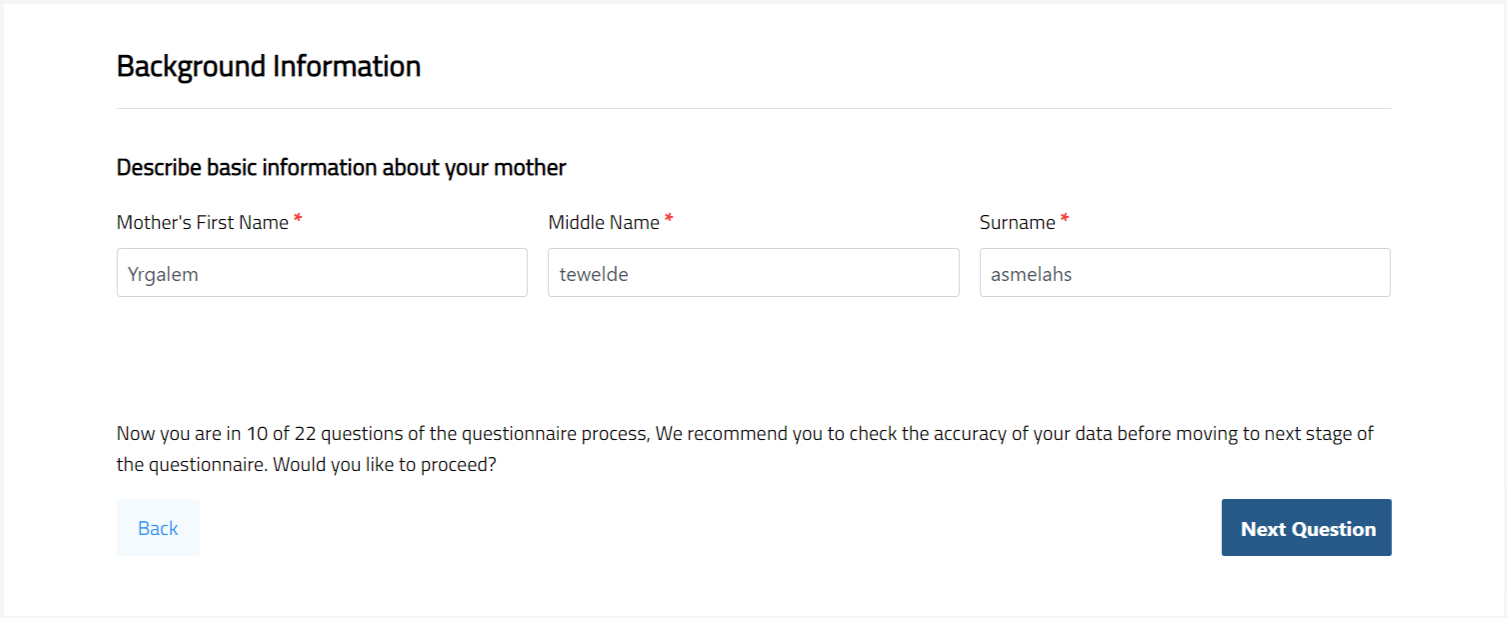 Background Information
Describe basic information about your mother
Mother's First Name * Middle Name * Surname *
Yrgalem tewelde asmelahs
Now you are in 10 of 22 questions of the questionnaire process, We recommend you to check the accuracy of your data before moving to next stage of
the questionnaire. Would you like to proceed?
Back Next Question